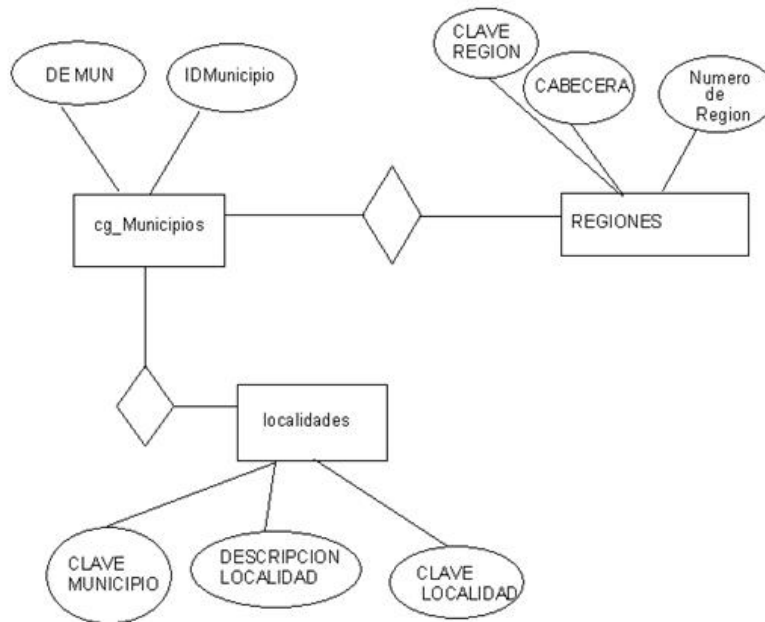 DE MUN
IDMunicipio
CLAVE
REGION
CABECERA
Numero
de
Region
cg_Municipios
REGIONES
localidades
CLAVE
MUNICIPIO
DESCRIPCION
LOCALIDAD
CLAVE
LOCALIDAD